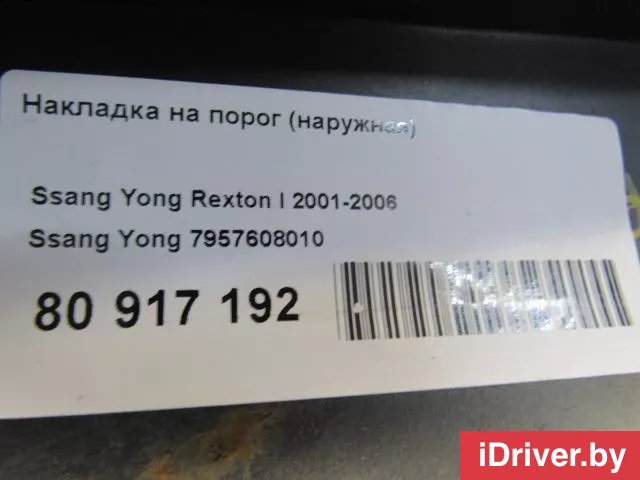 Накладка на порог (наружная)
Ssang Yong Rexton I 2001-2006
Ssang Yong 7957608010
80 917 192
iDriver.by